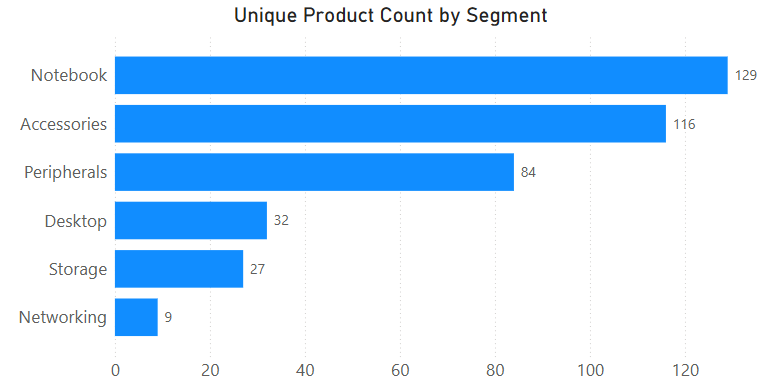 Unique Product Count by Segment
Notebook 129
Accessories 116
Peripherals 84
Desktop 32
Storage 27
Networking 9
0 20 40 60 80 100 120